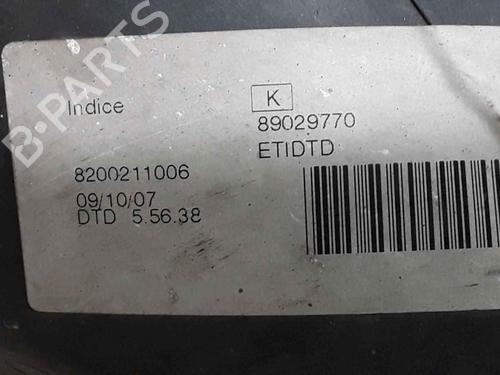 B-PARTS
Indice
K
89029770
ETIDTD
8200211006
09/10/07
DTD 5.56.38